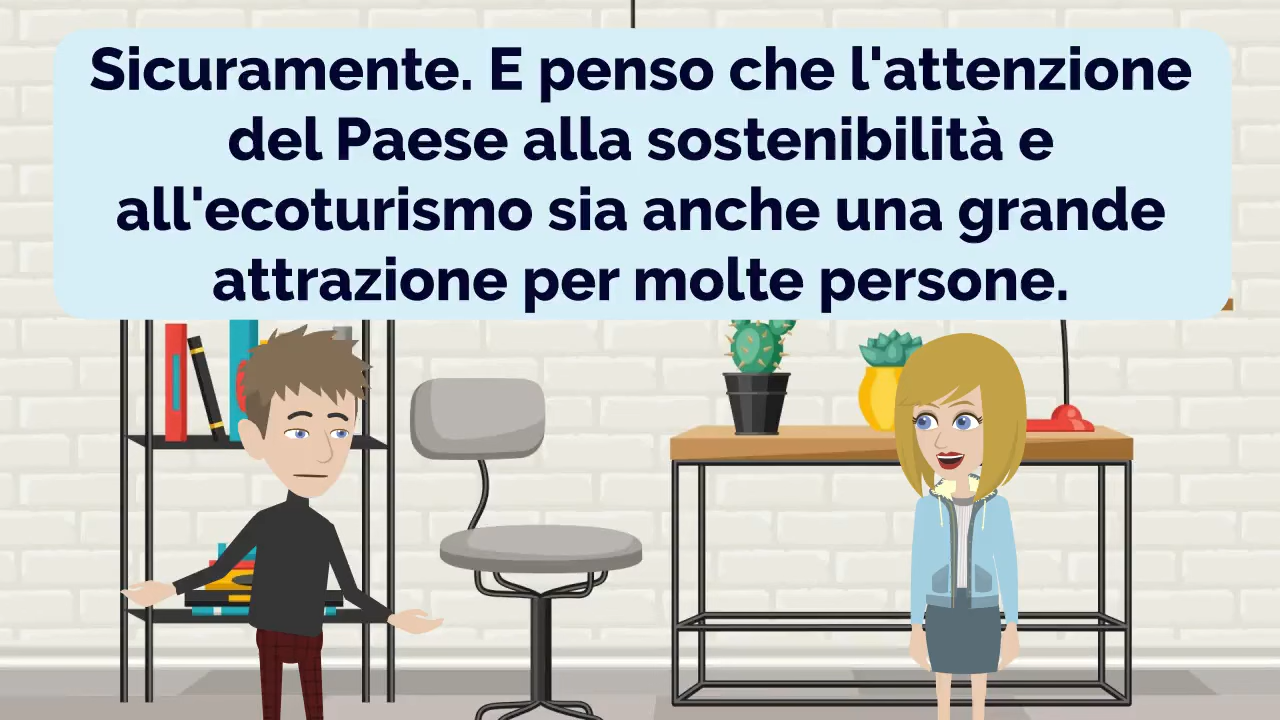 Sicuramente. E penso che l'attenzione
del Paese alla sostenibilità e
all'ecoturismo sia anche una grande
attrazione per molte persone.